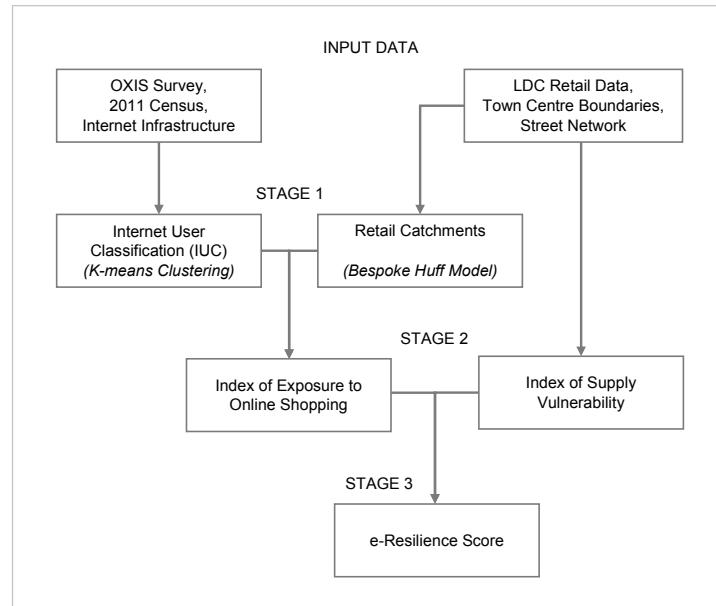 INPUT DATA
OXIS Survey,
2011 Census,
Internet Infrastructure
LDC Retail Data,
Town Centre Boundaries,
Street Network
STAGE 1
Internet User
Classification (IUC)
(K-means Clustering)
Retail Catchments
(Bespoke Huff Model)
STAGE 2
Index of Exposure to
Online Shopping
Index of Supply
Vulnerability
STAGE 3
e-Resilience Score